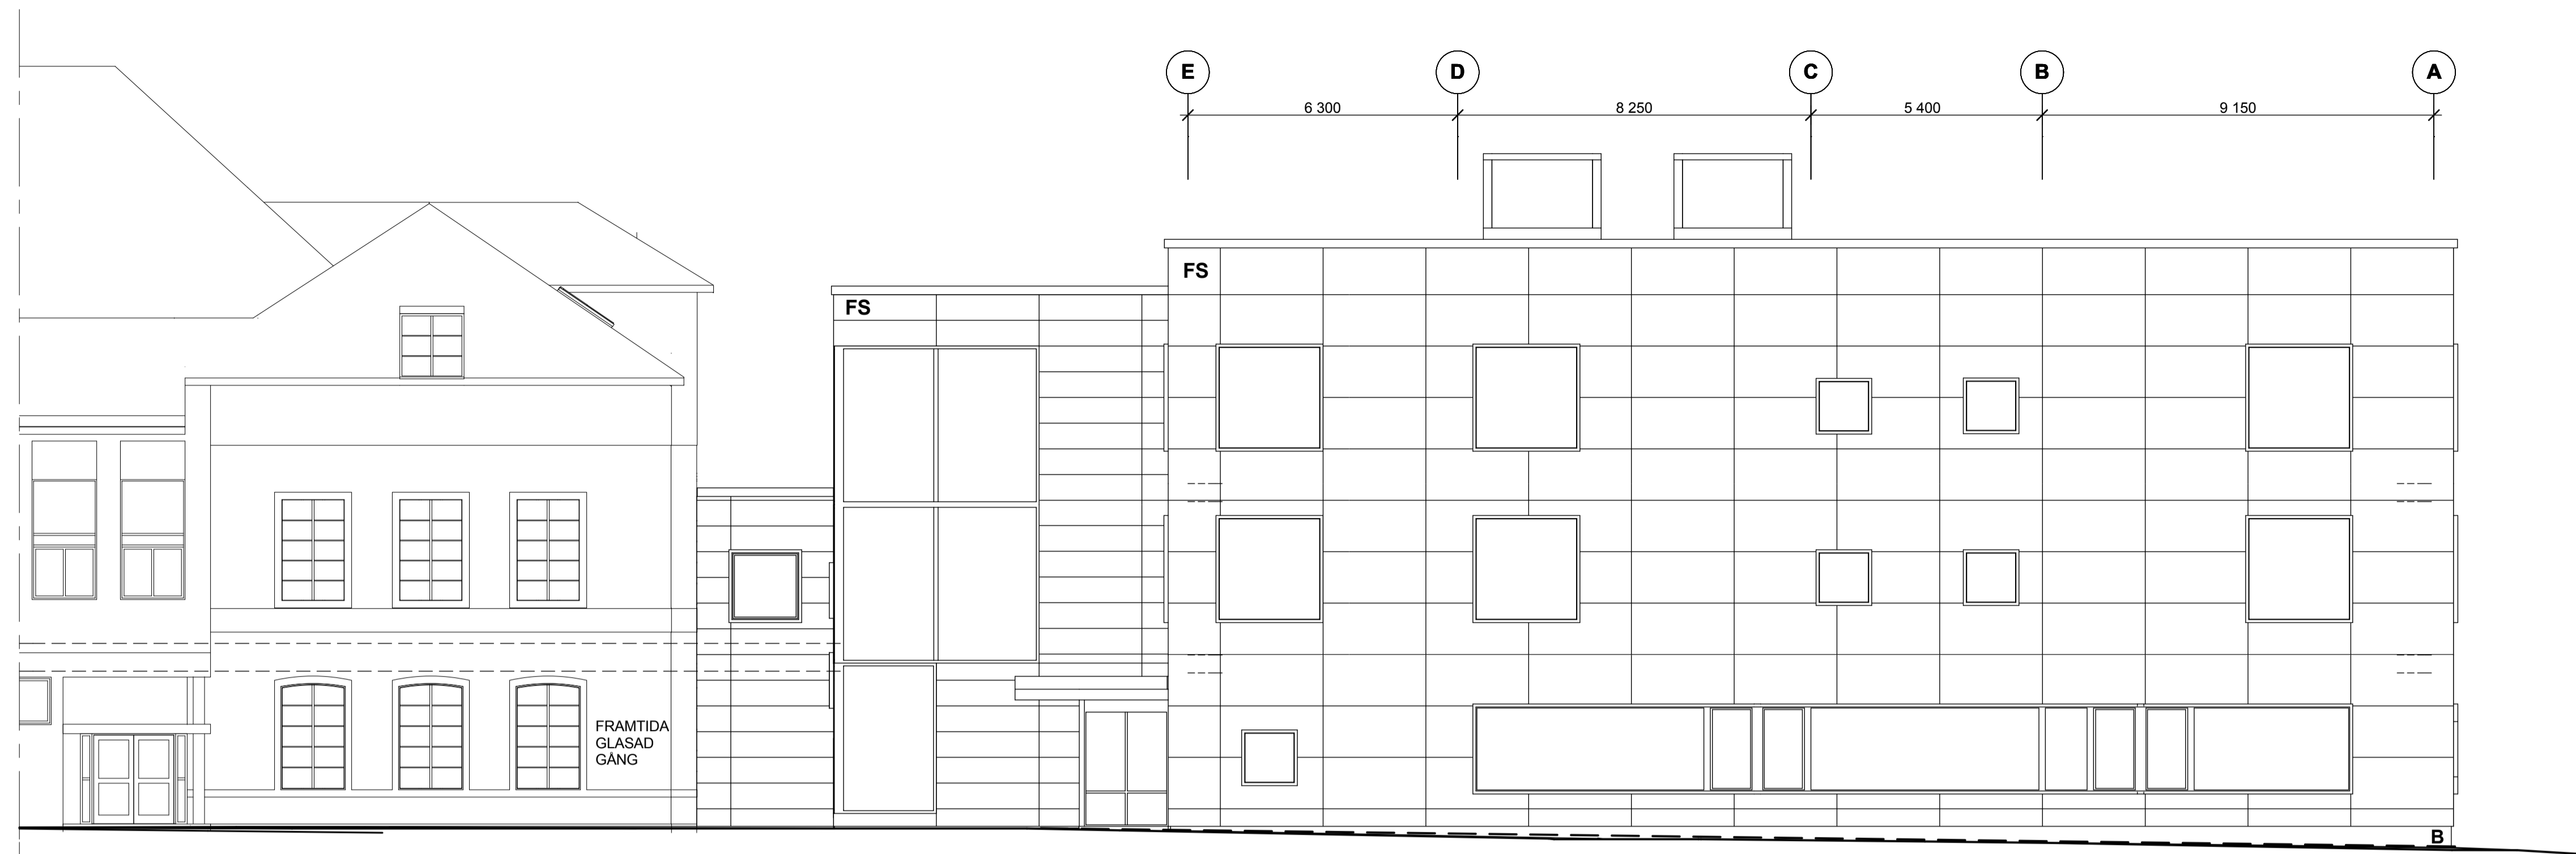 E D C B A
6 300 8 250 5 400 9 150
FS
FS
FRAMTIDA
GLASAD
GÅNG
B